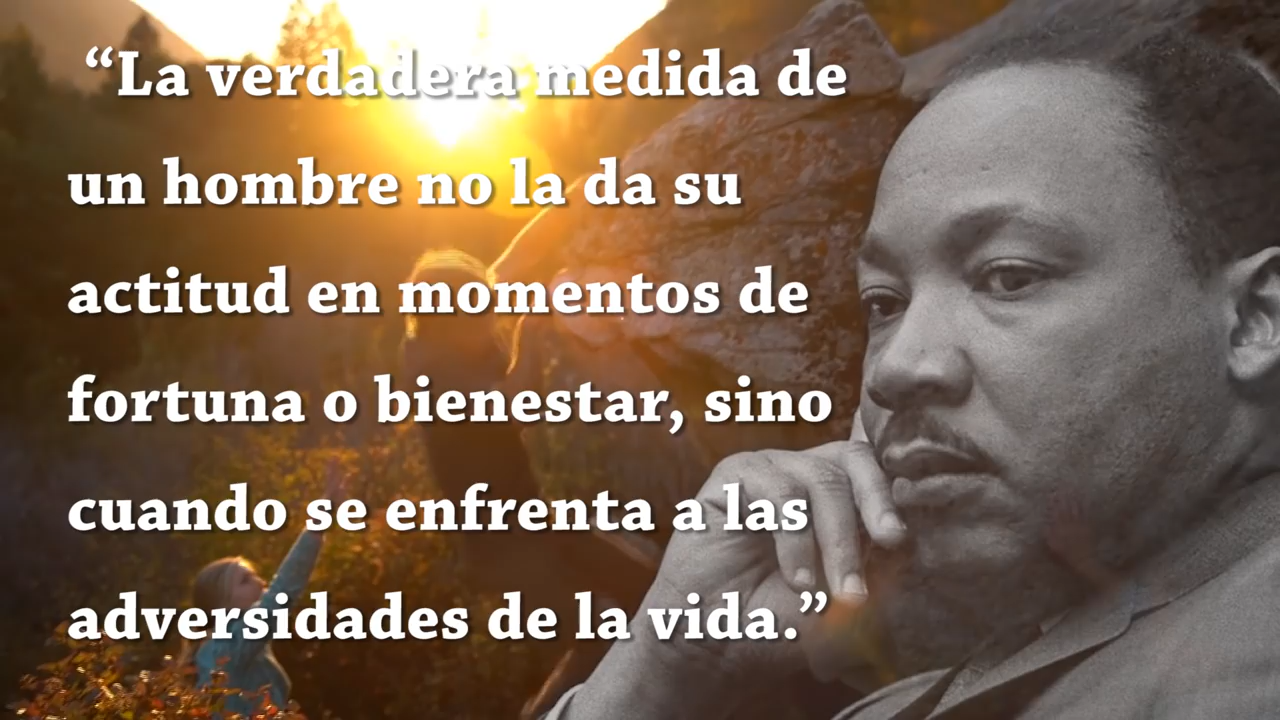 “La verdadera medida de
un hombre no la da su
actitud en momentos de
fortuna o bienestar, sino
cuando se enfrenta a las
adversidades de la vida.”